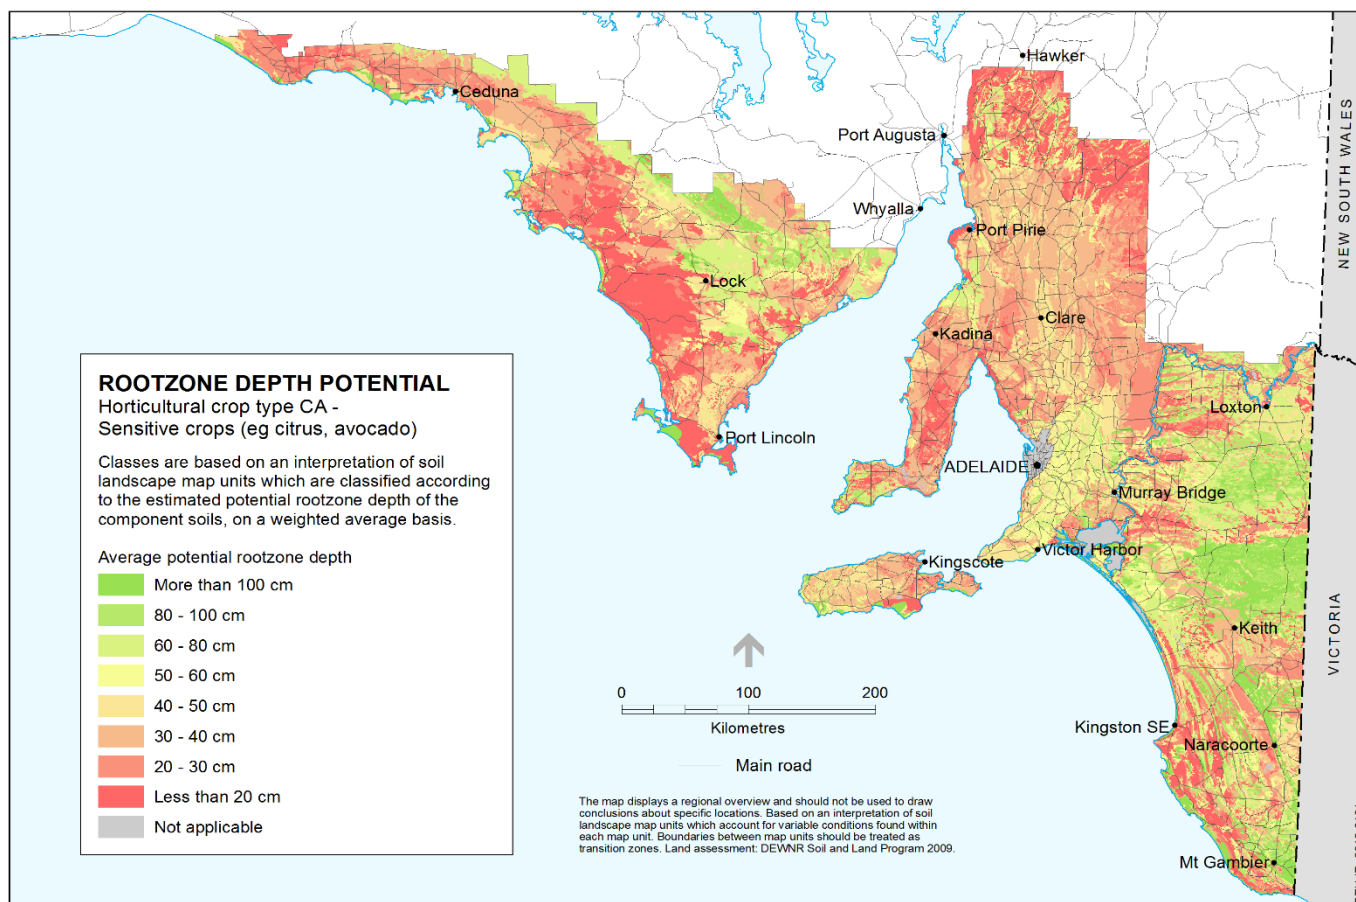 Hawker
Ceduna
Port Augusta
Whyalla
Port Pirie
Lock
Clare
Kadina
Loxton
Port Lincoln
ADELAIDE
Murray Bridge
Victor Harbor
Kingscote
Keith
Kingston SE
Naracoorte
Mt Gambier
NEW SOUTH WALES
VICTORIA
ROOTZONE DEPTH POTENTIAL
Horticultural crop type CA -
Sensitive crops (eg citrus, avocado)
Classes are based on an interpretation of soil
landscape map units which are classified according
to the estimated potential rootzone depth of the
component soils, on a weighted average basis.
Average potential rootzone depth
More than 100 cm
80 - 100 cm
60 - 80 cm
50 - 60 cm
40 - 50 cm
30 - 40 cm
20 - 30 cm
Less than 20 cm
Not applicable
0 100 200
Kilometres
Main road
The map displays a regional overview and should not be used to draw
conclusions about specific locations. Based on an interpretation of soil
landscape map units which account for variable conditions found within
each map unit. Boundaries between map units should be treated as
transition zones. Land assessment: DEWNR Soil and Land Program 2009.